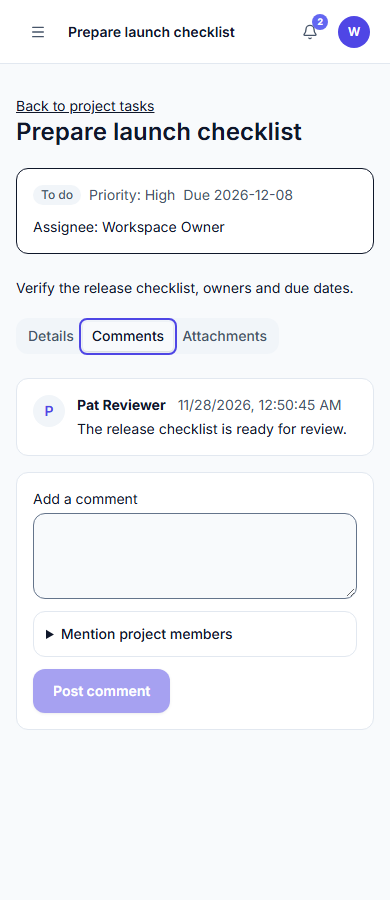 Prepare launch checklist
2
W
Back to project tasks
Prepare launch checklist
To do Priority: High Due 2026-12-08
Assignee: Workspace Owner
Verify the release checklist, owners and due dates.
Details Comments Attachments
P
Pat Reviewer 11/28/2026, 12:50:45 AM
The release checklist is ready for review.
Add a comment
Mention project members
Post comment